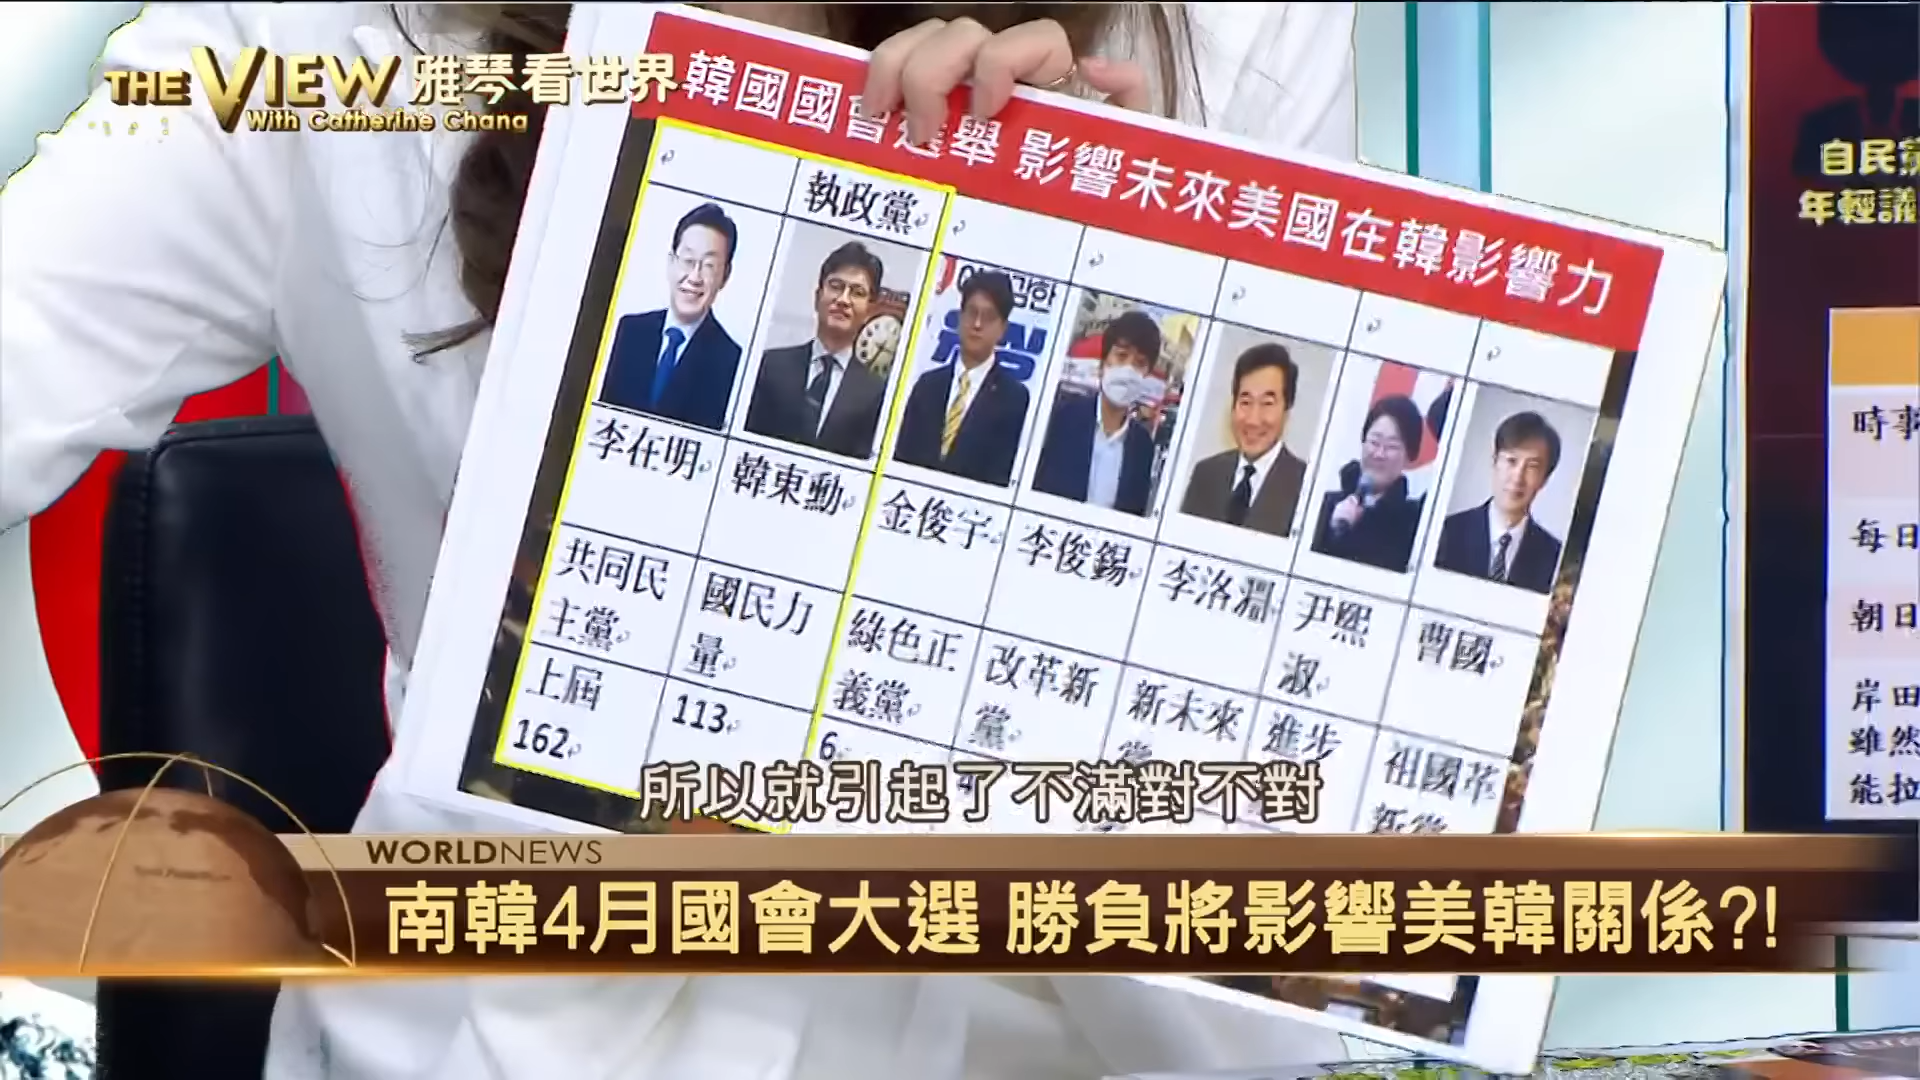 THE VIEW 雅琴看世界
With Catherine Chang
韓國國會選舉 影響未來美國在韓影響力
執政黨
李在明
韓東勳
金俊宇
李俊錫
李洛淵
尹熙
淑
曹國
共同民
主黨
國民力
量
綠色正
義黨
改革新
黨
新未來
進步
祖國革
新黨
上屆
162
113
6
自民黨
年輕議
時事
每日
朝日
岸田
雖然
能拉
所以就引起了不滿對不對
WORLDNEWS
南韓4月國會大選 勝負將影響美韓關係?!